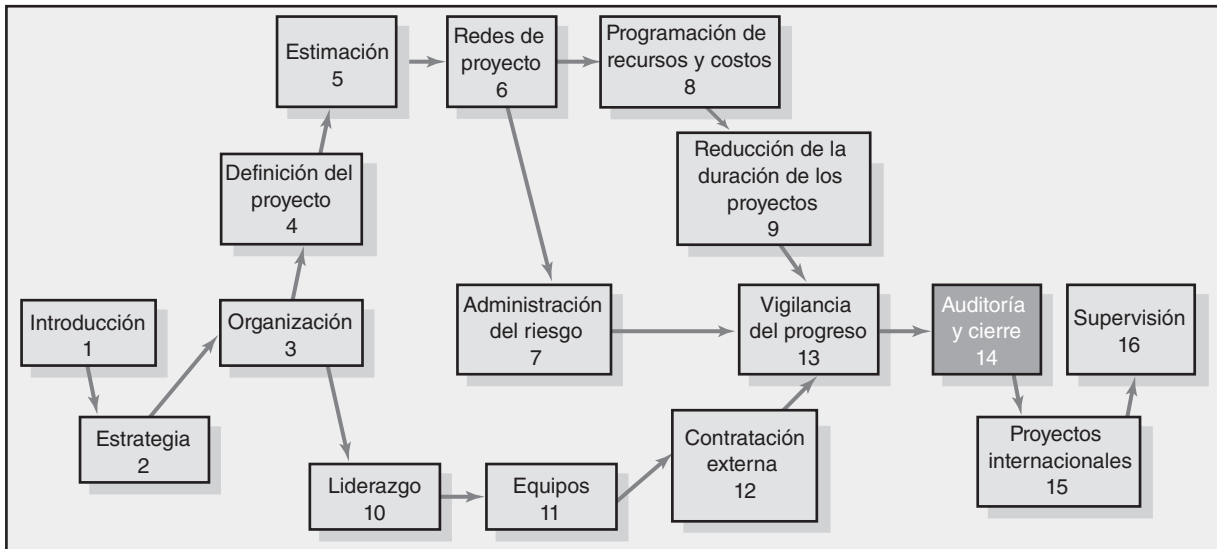 Estimación
5
Redes de
proyecto
6
Programación de
recursos y costos
8
Definición del
proyecto
4
Reducción de la
duración de los
proyectos
9
Introducción
1
Organización
3
Administración
del riesgo
7
Vigilancia
del progreso
13
Auditoría
y cierre
14
Supervisión
16
Estrategia
2
Liderazgo
10
Equipos
11
Contratación
externa
12
Proyectos
internacionales
15